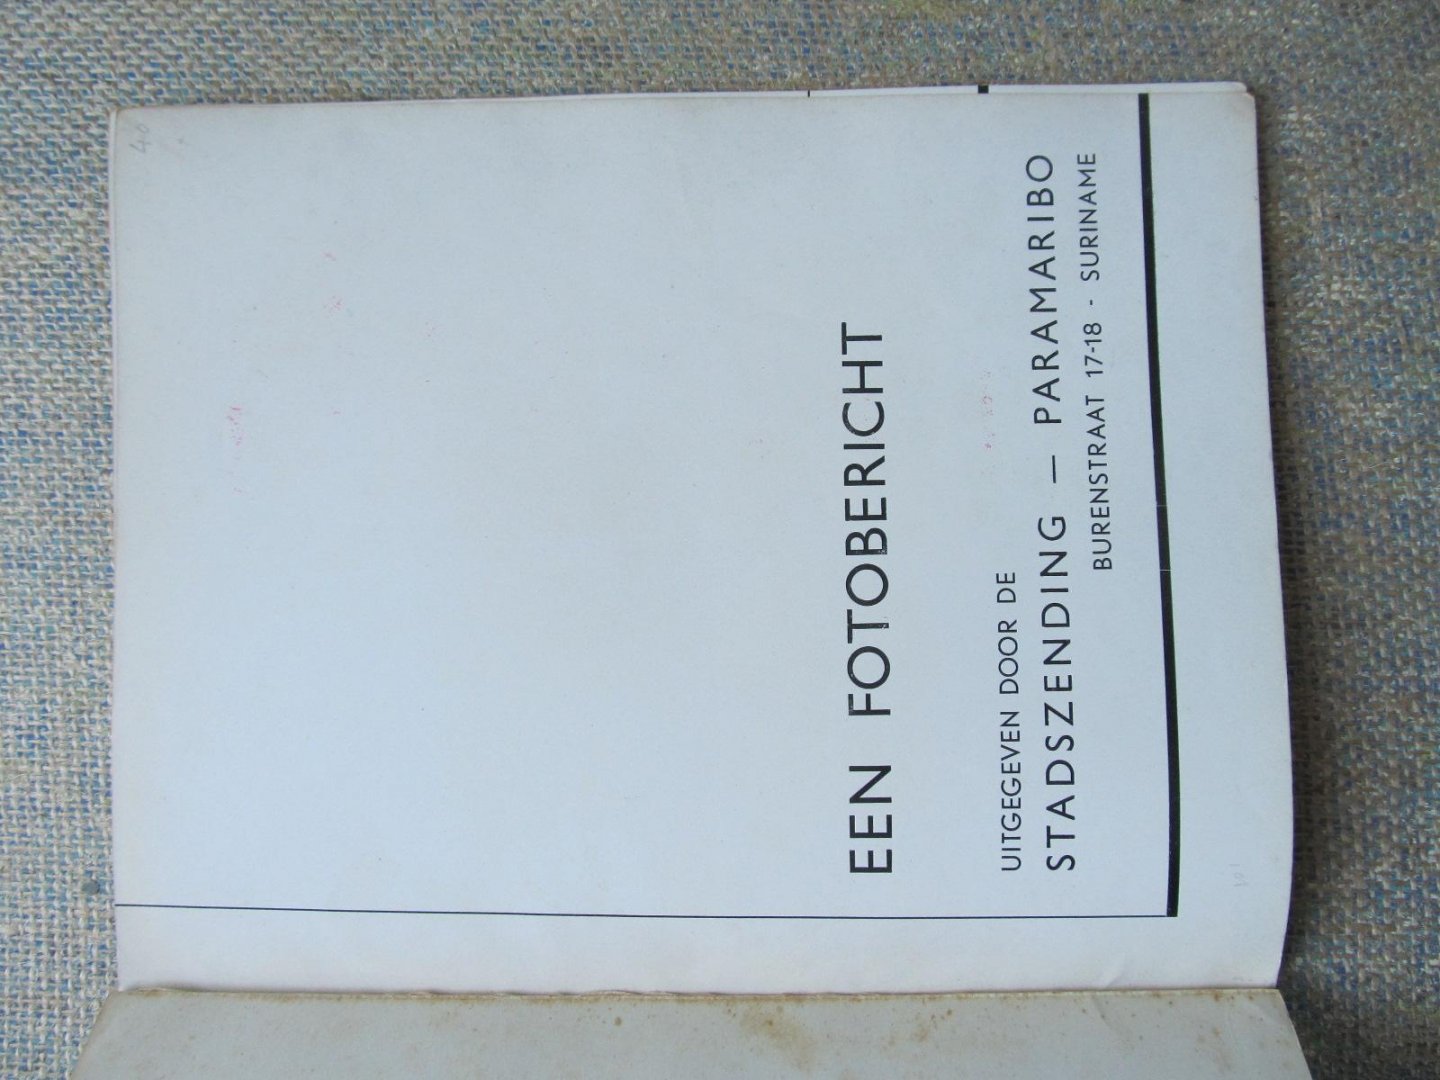 EEN FOTOBERICHT
UITGEGEVEN DOOR DE
STADSZENDING — PARAMARIBO
BURENSTRAAT 17-18 - SURINAME